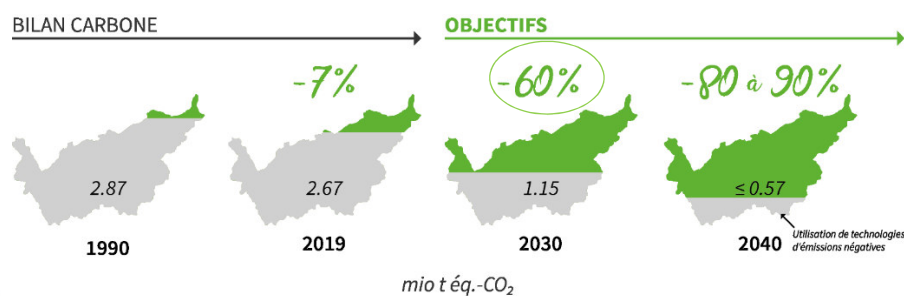 BILAN CARBONE
OBJECTIFS
-7%
-60%
-80 à 90%
2.87
2.67
1.15
≤ 0.57
1990
2019
2030
2040
Utilisation de technologies
d'émissions négatives
mio t éq.-CO₂